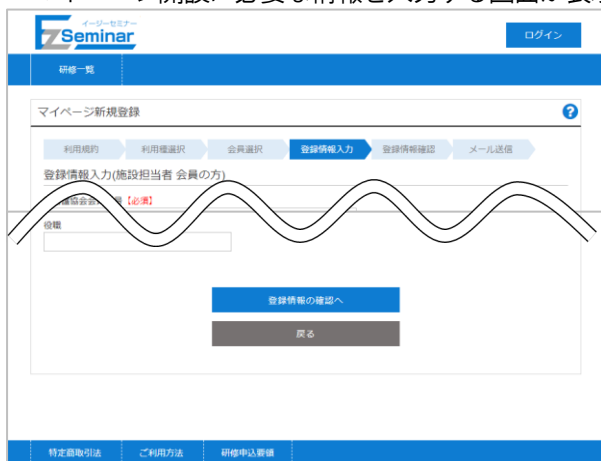 イージーセミナー
Seminar
ログイン
研修一覧
マイページ新規登録
?
利用規約 利用種選択 会員選択 登録情報入力 登録情報確認 メール送信
登録情報入力(施設担当者 会員の方)
【必須】
役職
登録情報の確認へ
戻る
特定商取引法 ご利用方法 研修申込要領